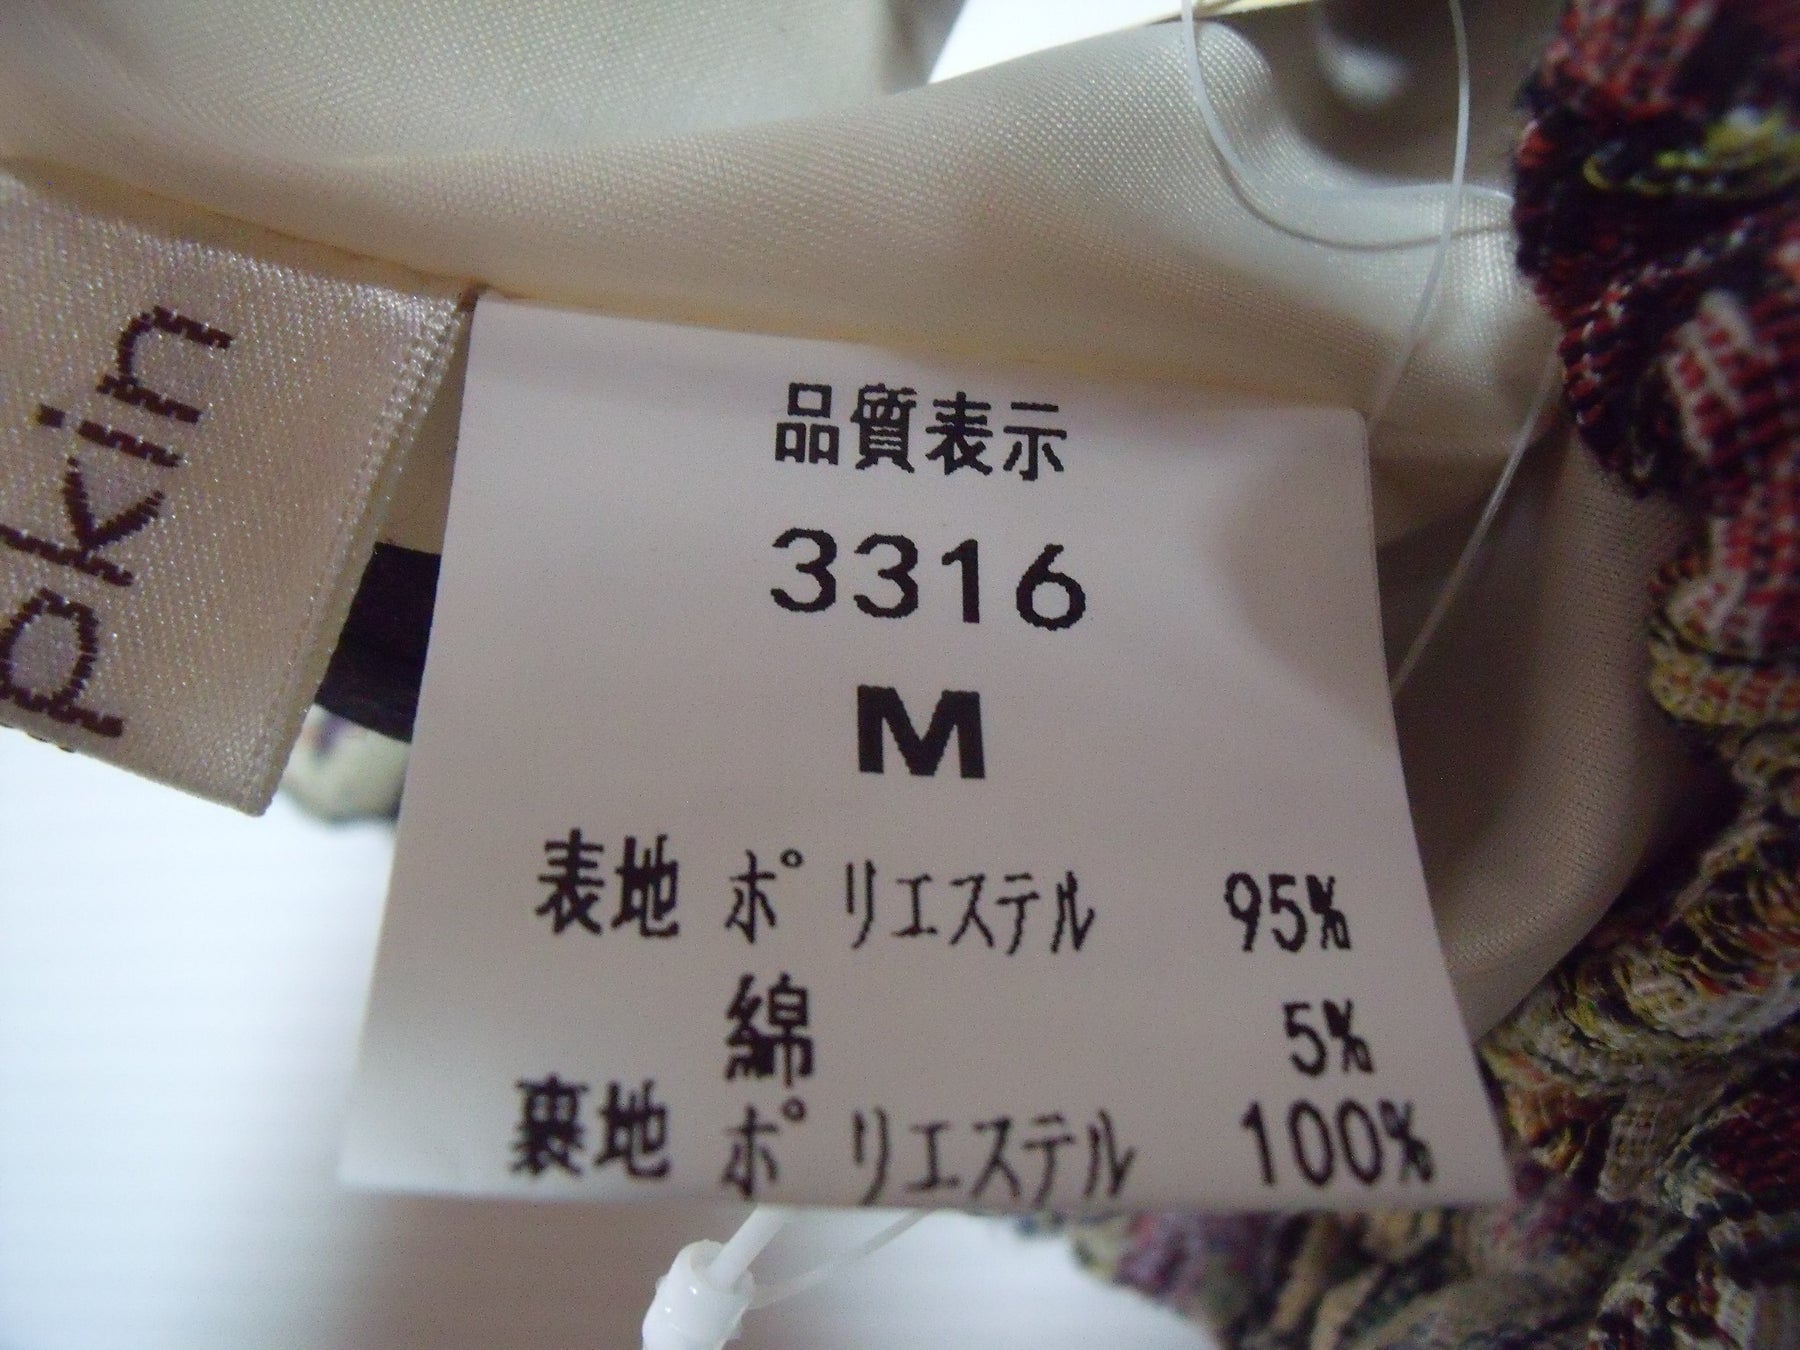 pkin
品質表示
3316
M
表地 ポリエステル 95%
綿 5%
裏地 ポリエステル 100%